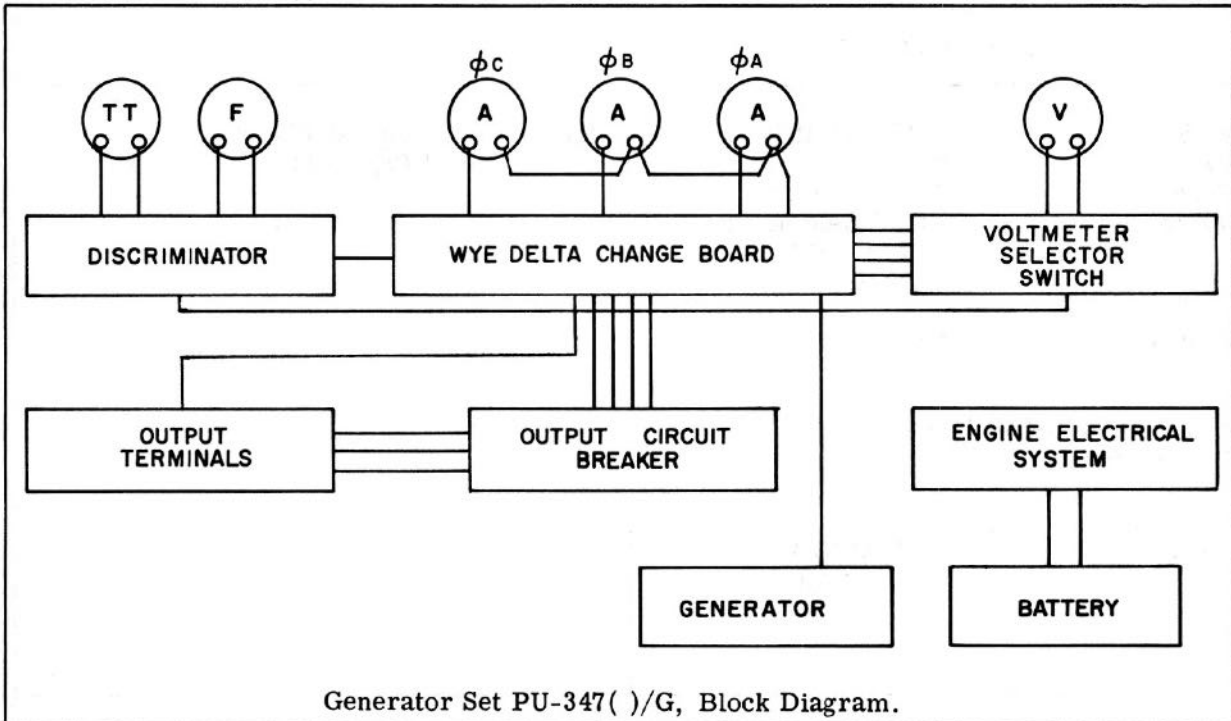 ϕC
ϕB
ϕA
TT
F
A
A
A
V
DISCRIMINATOR
WYE DELTA CHANGE BOARD
VOLTMETER
SELECTOR
SWITCH
OUTPUT
TERMINALS
OUTPUT CIRCUIT
BREAKER
ENGINE ELECTRICAL
SYSTEM
GENERATOR
BATTERY
Generator Set PU-347( )/G, Block Diagram.